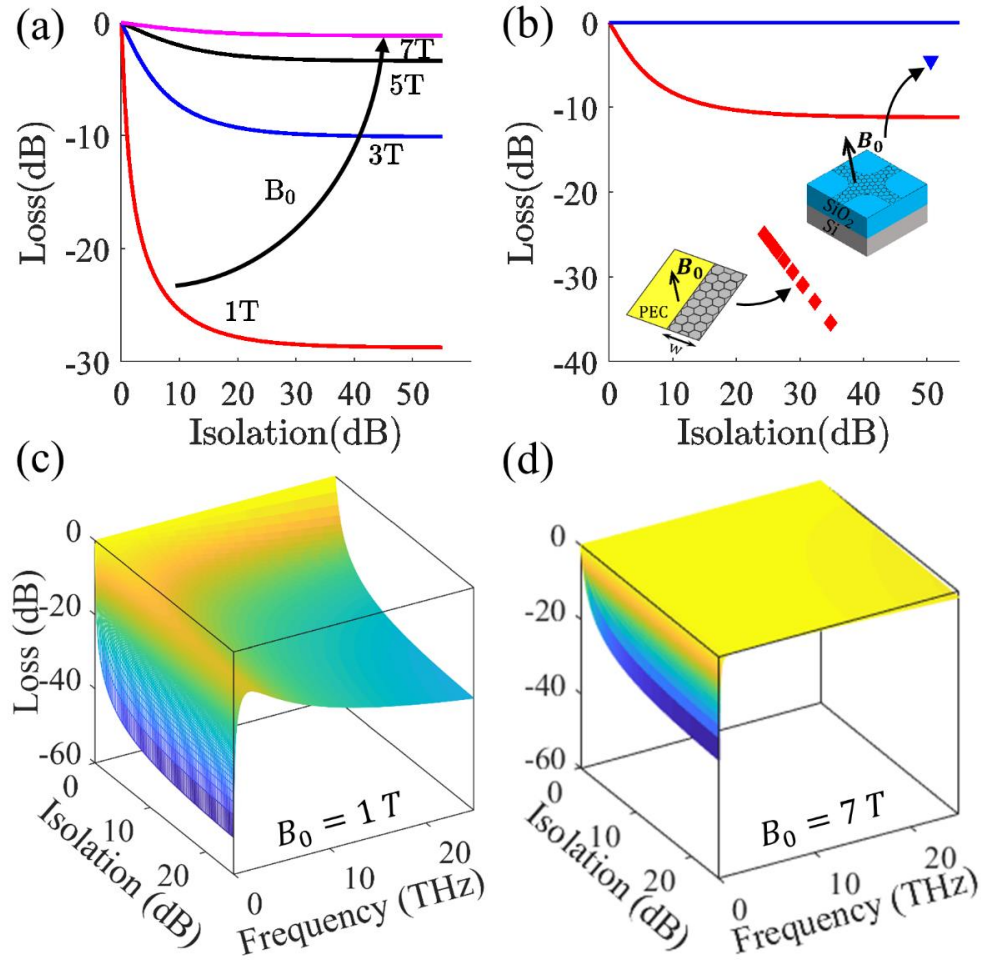 (a)
0
-10
-20
-30
Loss(dB)
7T
5T
3T
B₀
1T
0 10 20 30 40 50
Isolation(dB)
(b)
0
-10
-20
-30
-40
Loss(dB)
B₀
SiO₂
Si
B₀
PEC
w
0 10 20 30 40 50
Isolation(dB)
(c)
0
-20
-40
-60
Loss (dB)
0
10
20
Isolation (dB)
B₀ = 1 T
0
10
20
Frequency (THz)
(d)
0
-20
-40
-60
0
10
20
Isolation (dB)
B₀ = 7 T
0
10
20
Frequency (THz)